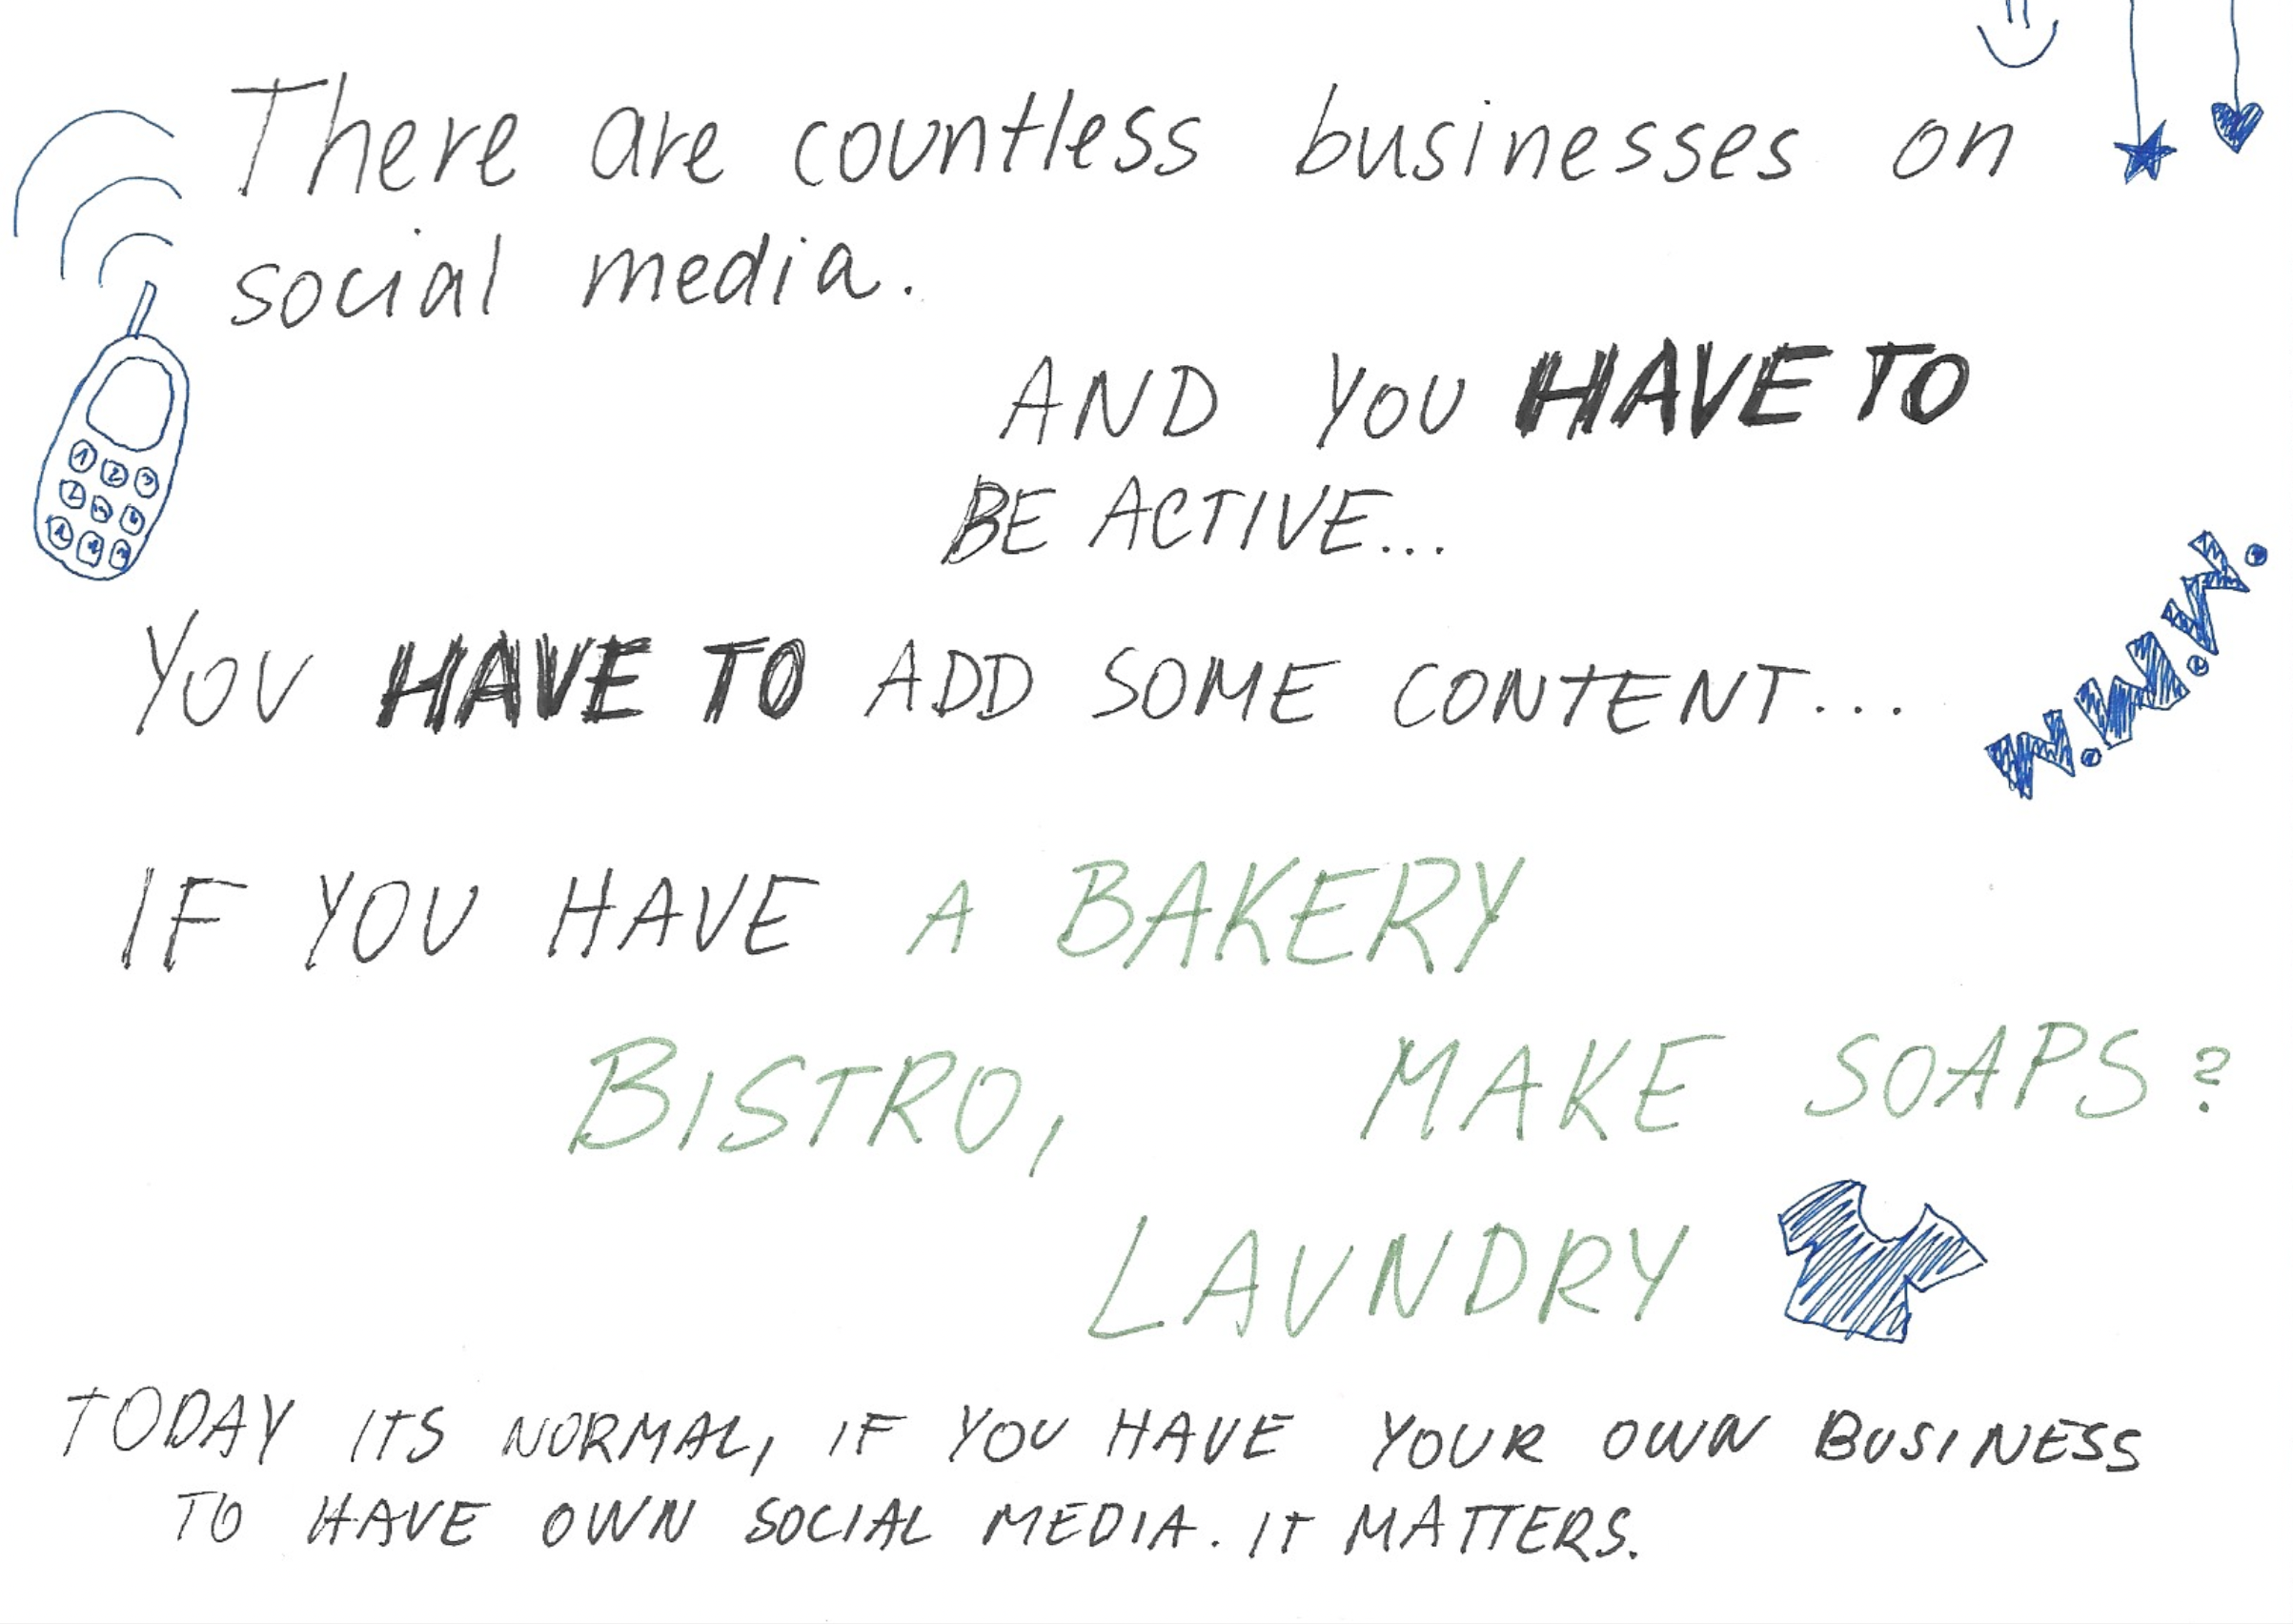 There are countless businesses on
social media.
AND YOU HAVE TO
BE ACTIVE...
YOU HAVE TO ADD SOME CONTENT...
W.W.W.
IF YOU HAVE A BAKERY
BISTRO, MAKE SOAPS?
LAUNDRY
TODAY ITS NORMAL, IF YOU HAVE YOUR OWN BUSINESS
TO HAVE OWN SOCIAL MEDIA. IT MATTERS.